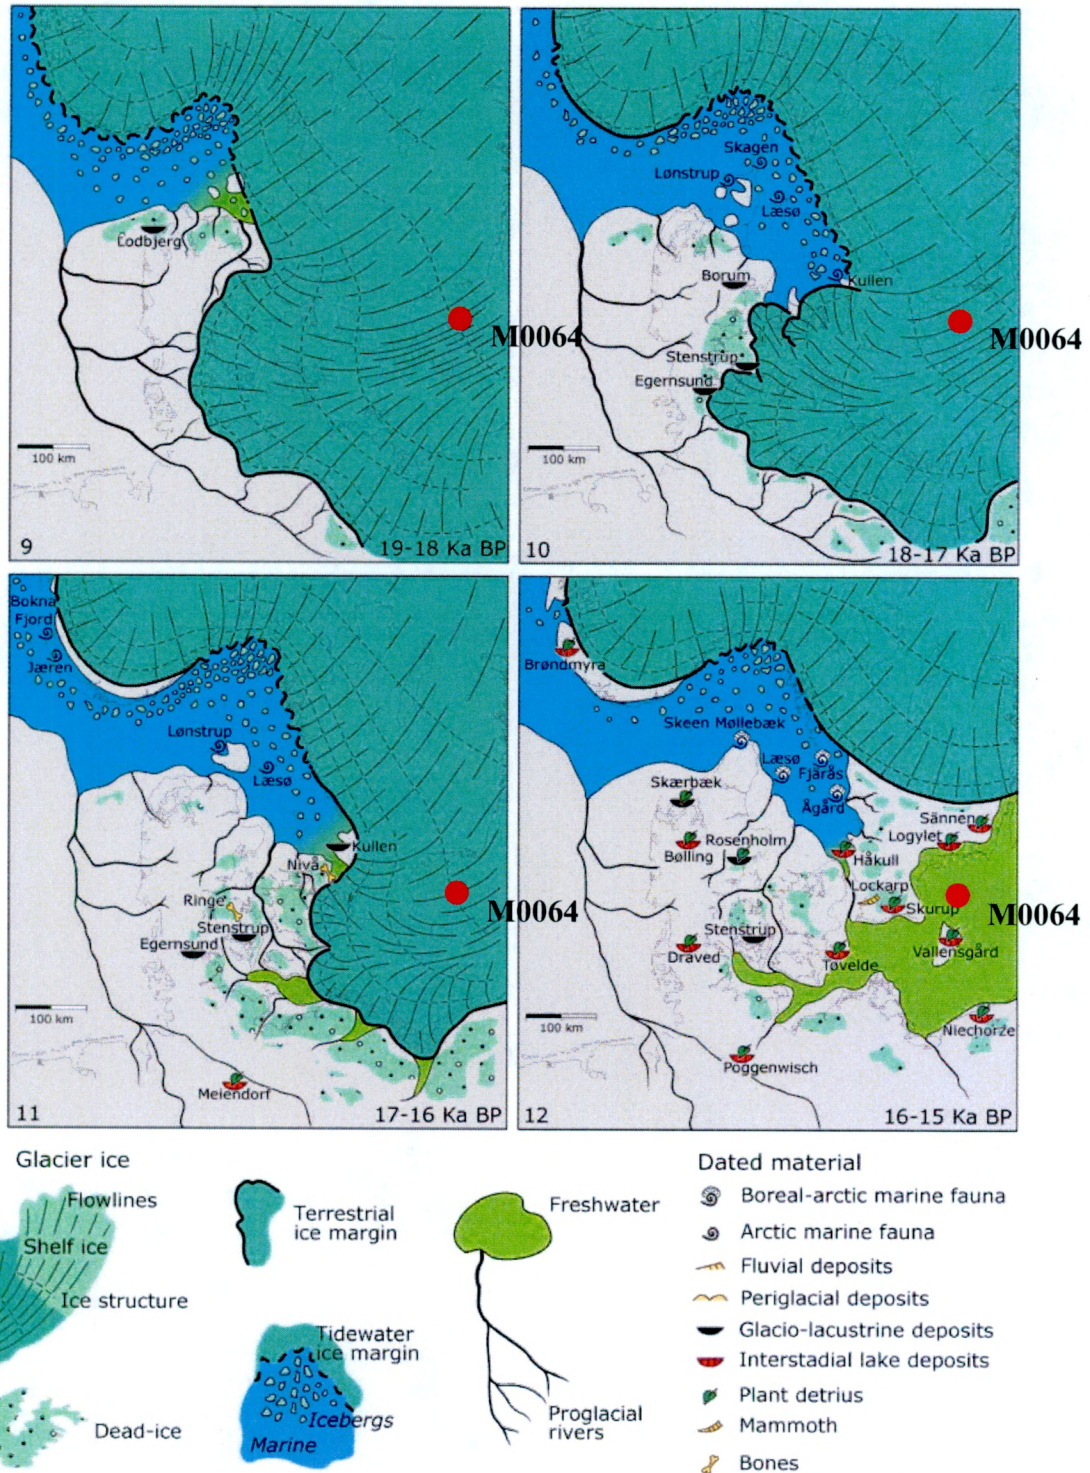 Lodbjerg
M0064
100 km
9
19-18 Ka BP
Skagen
Lønstrup
Læsø
Kullen
Borum
M0064
Stenstrup
Egernsund
100 km
10
18-17 Ka BP
Bokna
Fjord
Jæren
Lønstrup
Læsø
Kullen
Nivå
Ringe
Stenstrup
Egernsund
M0064
100 km
Meiendorf
11
17-16 Ka BP
Brøndmyra
Skeen Møllebæk
Læsø
Fjärås
Skærbæk
Ågård
Sännen
Logylet
Rosenholm
Bølling
Håkull
Lockarp
Skurup
M0064
Stenstrup
Vallensgård
Draved
Tøvelde
100 km
Niechorze
Poggenwisch
12
16-15 Ka BP
Glacier ice
Flowlines
Shelf ice
Ice structure
Dead-ice
Terrestrial
ice margin
Tidewater
ice margin
Icebergs
Marine
Freshwater
Proglacial
rivers
Dated material
Boreal-arctic marine fauna
Arctic marine fauna
Fluvial deposits
Periglacial deposits
Glacio-lacustrine deposits
Interstadial lake deposits
Plant detrius
Mammoth
Bones